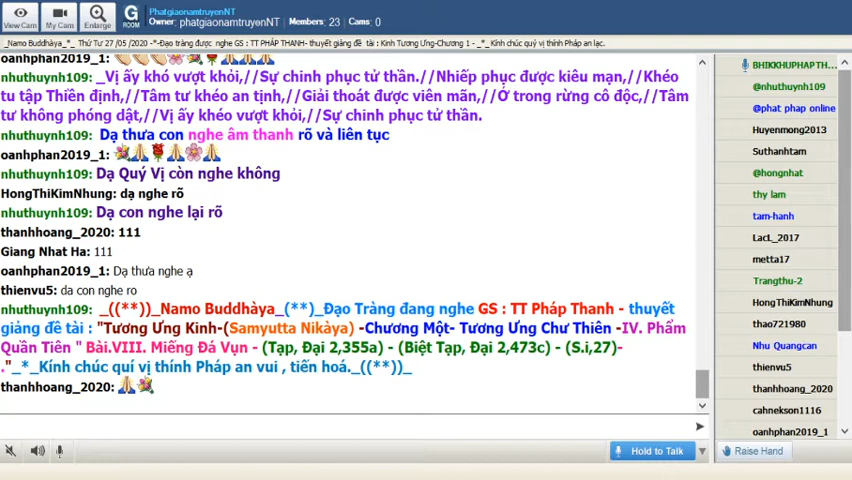 View Cam
My Cam
Enlarge
G
ROOM
PhatgiaonamtruyenNT
Owner: phatgiaonamtruyenNT
Members: 23
Cams: 0
_Namo Buddhàya_*_ Thứ Tư 27 /05 /2020 -*-Đạo tràng được nghe GS : TT PHÁP THANH- thuyết giảng đề tài : Kinh Tương Ưng-Chương 1 - _*_ Kính chúc quý vị thính Pháp an lạc.
oanhphan2019_1:
nhuthuynh109: _Vị ấy khó vượt khỏi,//Sự chinh phục tử thần.//Nhiếp phục được kiêu mạn,//Khéo
tu tập Thiền định,//Tâm tư khéo an tịnh,//Giải thoát được viên mãn,//Ở trong rừng cô độc,//Tâm
tư không phóng dật,//Vị ấy khéo vượt khỏi,//Sự chinh phục tử thần.
nhuthuynh109: Dạ thưa con nghe âm thanh rõ và liên tục
oanhphan2019_1:
nhuthuynh109: Dạ Quý Vị còn nghe không
HongThiKimNhung: dạ nghe rõ
nhuthuynh109: Dạ con nghe lại rõ
thanhhoang_2020: 111
Giang Nhat Ha: 111
oanhphan2019_1: Dạ thưa nghe ạ
thienvu5: da con nghe ro
nhuthuynh109: _((**))_Namo Buddhàya_(**)_Đạo Tràng đang nghe GS : TT Pháp Thanh - thuyết
giảng đề tài : "Tương Ưng Kinh-(Samyutta Nikàya) -Chương Một- Tương Ưng Chư Thiên -IV. Phẩm
Quần Tiên " Bài.VIII. Miếng Đá Vụn - (Tạp, Đại 2,355a) - (Biệt Tạp, Đại 2,473c) - (S.i,27)-
."_*_Kính chúc quí vị thính Pháp an vui , tiến hoá._((**))_
thanhhoang_2020:
Hold to Talk
BHIKKHUPHAPTH...
@nhuthuynh109
@phat phap online
Huyenmong2013
Suthanhtam
@hongnhat
thy lam
tam-hanh
LacL_2017
metta17
Trangthu-2
HongThiKimNhung
thao721980
Nhu Quangcan
thienvu5
thanhhoang_2020
cahnekson1116
oanhphan2019_1
Raise Hand